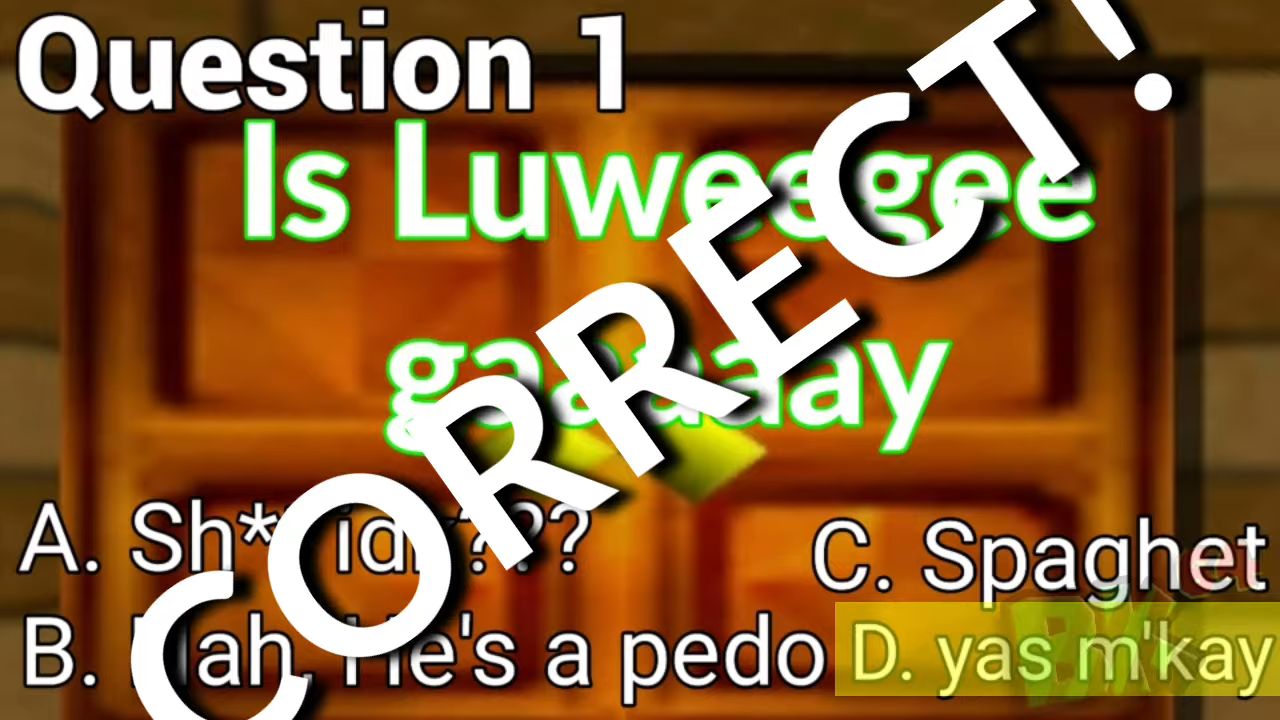 Question 1
Is Luweegee
gaaaaay
A. Sh* ???
C. Spaghet
B. He's a pedo
D. yas m'kay
CORRECT!